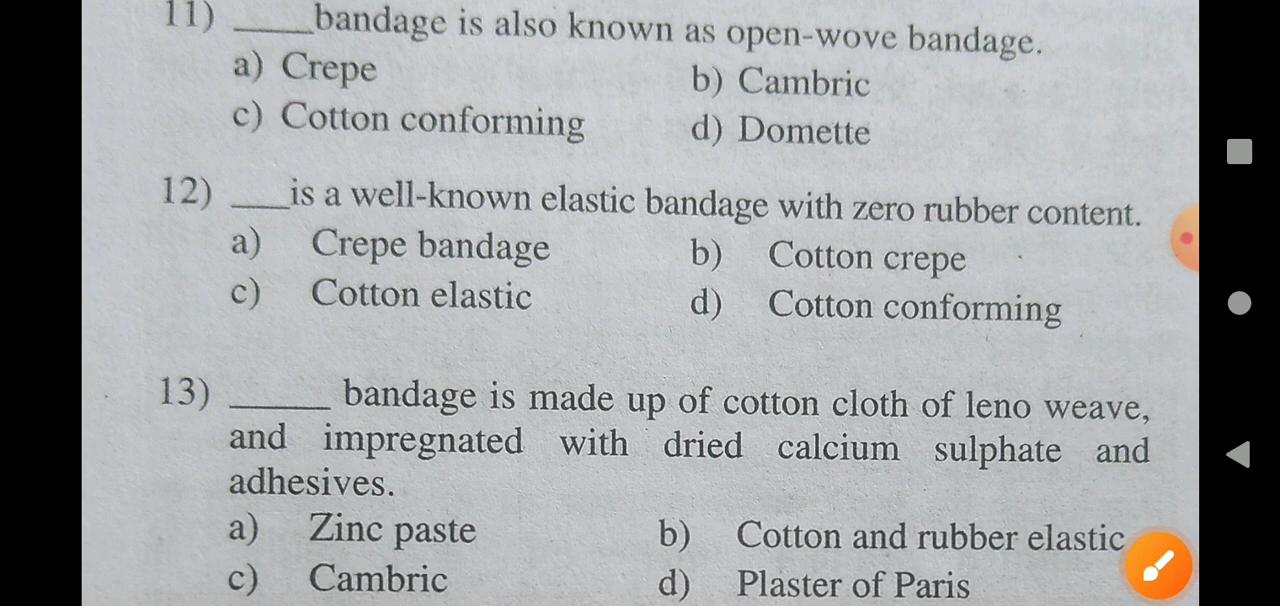 11) ____bandage is also known as open-wove bandage.
a) Crepe b) Cambric
c) Cotton conforming d) Domette
12) ___is a well-known elastic bandage with zero rubber content.
a) Crepe bandage b) Cotton crepe
c) Cotton elastic d) Cotton conforming
13) _____ bandage is made up of cotton cloth of leno weave,
and impregnated with dried calcium sulphate and
adhesives.
a) Zinc paste b) Cotton and rubber elastic
c) Cambric d) Plaster of Paris